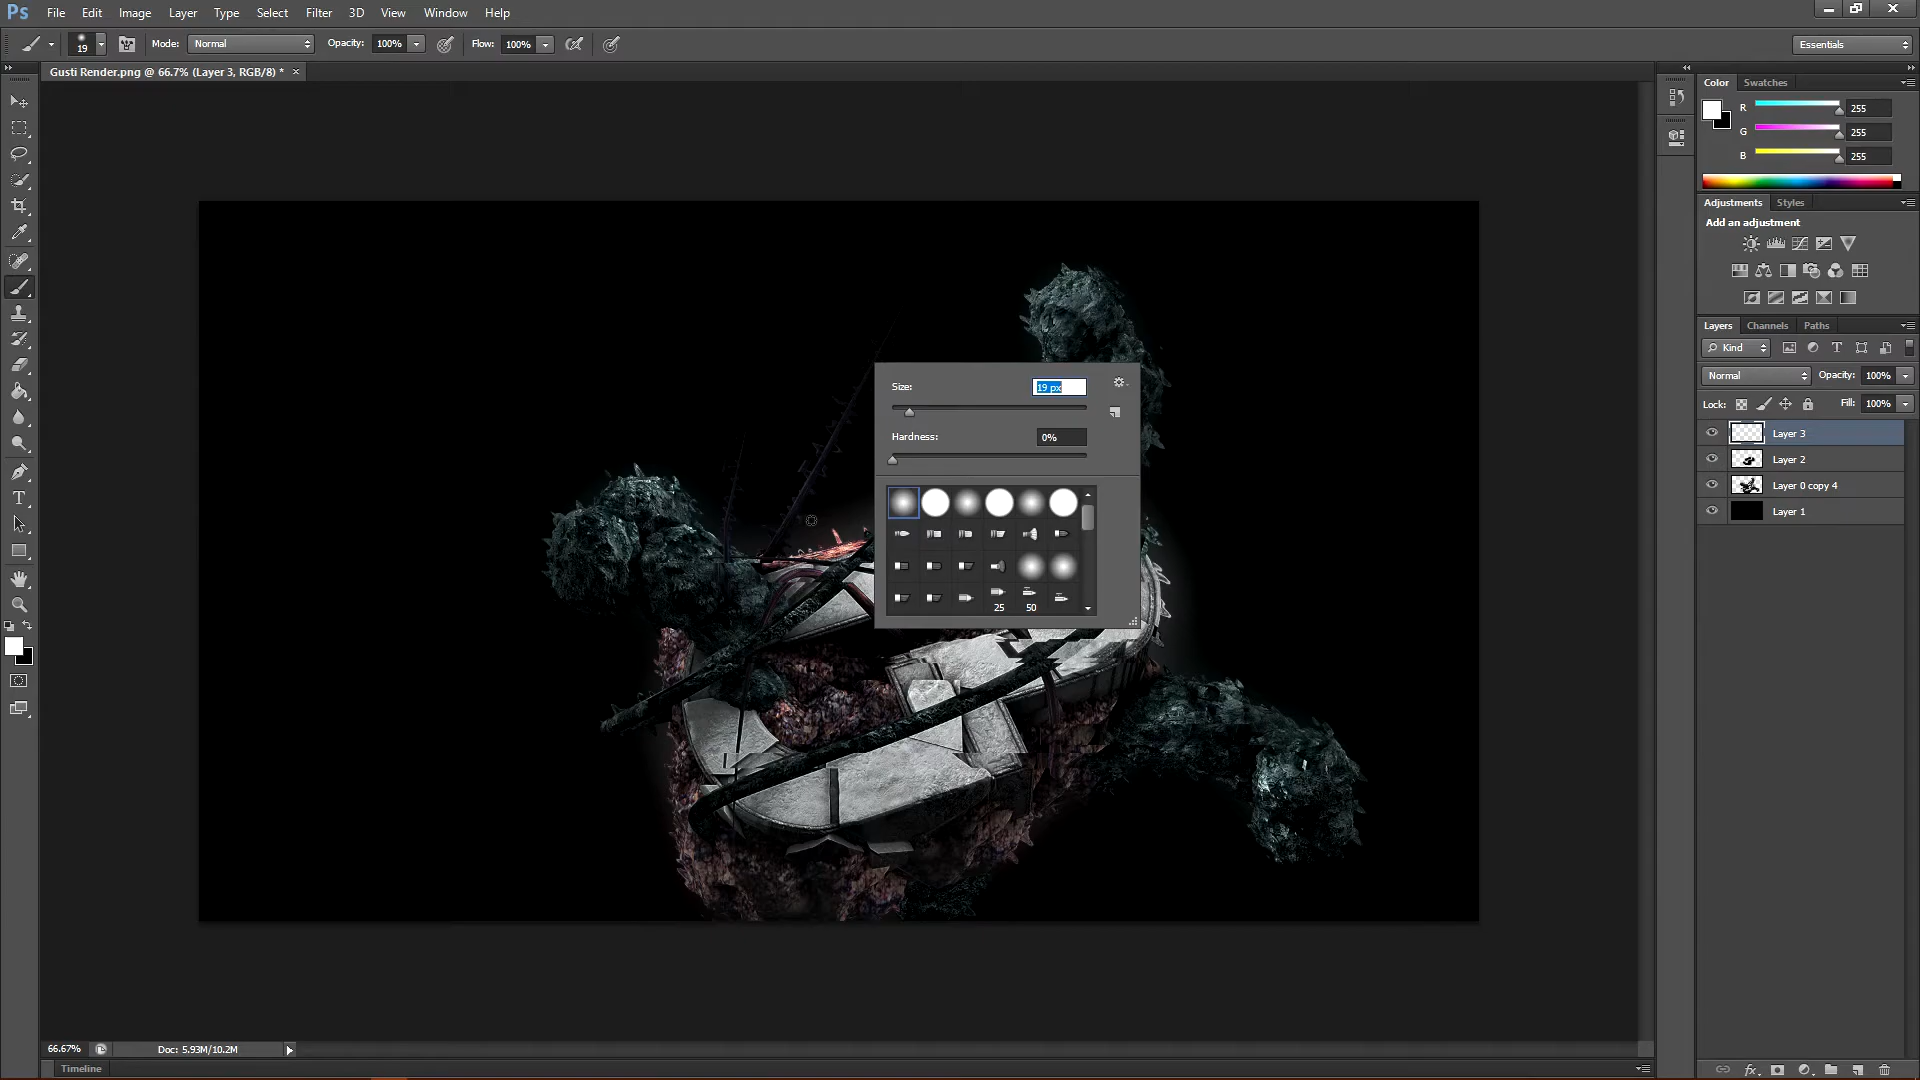 Ps File Edit Image Layer Type Select Filter 3D View Window Help
19 Mode: Normal Opacity: 100% Flow: 100% Essentials
Gusti Render.png @ 66.7% (Layer 3, RGB/8) * ×
Color Swatches
R 255
G 255
B 255
Adjustments Styles
Add an adjustment
Layers Channels Paths
Kind
Normal Opacity: 100%
Lock: Fill: 100%
Layer 3
Layer 2
Layer 0 copy 4
Layer 1
Size: 19 px
Hardness: 0%
25 50
66.67% Doc: 5.93M/10.2M
Timeline